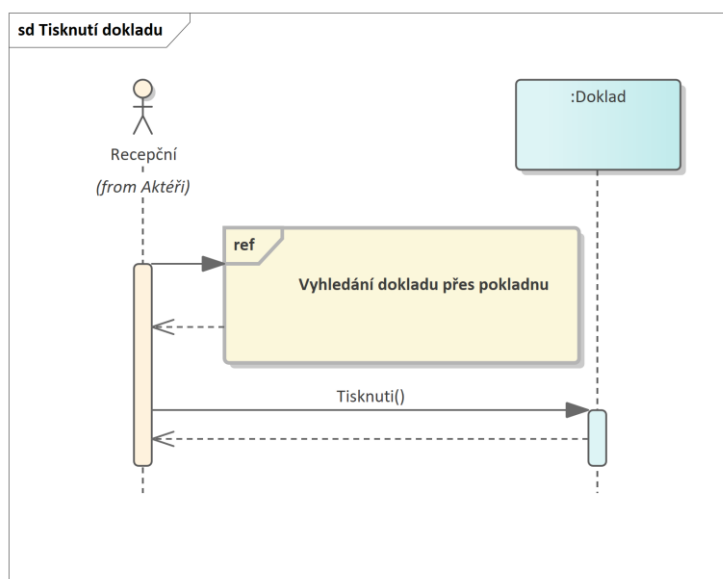 sd Tisknutí dokladu
:Doklad
Recepční
(from Aktéři)
ref
Vyhledání dokladu přes pokladnu
Tisknuti()